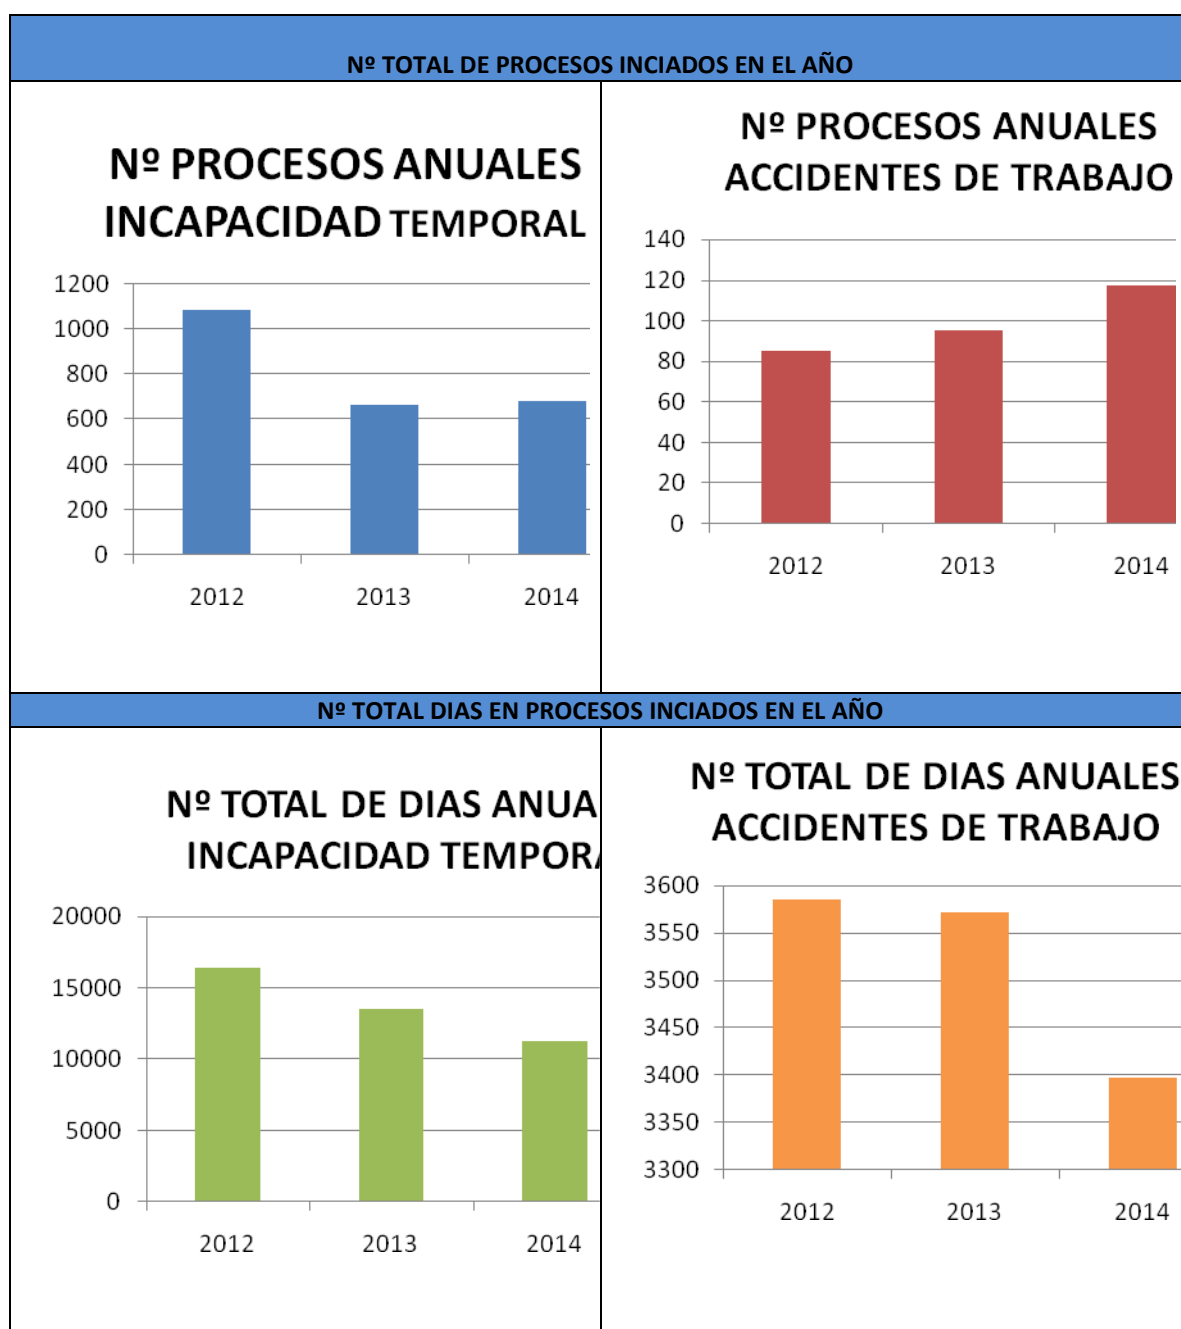 Nº TOTAL DE PROCESOS INCIADOS EN EL AÑO
Nº PROCESOS ANUALES
INCAPACIDAD TEMPORAL
1200
1000
800
600
400
200
0
2012 2013 2014
Nº PROCESOS ANUALES
ACCIDENTES DE TRABAJO
140
120
100
80
60
40
20
0
2012 2013 2014
Nº TOTAL DIAS EN PROCESOS INCIADOS EN EL AÑO
Nº TOTAL DE DIAS ANUA
INCAPACIDAD TEMPORA
20000
15000
10000
5000
0
2012 2013 2014
Nº TOTAL DE DIAS ANUALES
ACCIDENTES DE TRABAJO
3600
3550
3500
3450
3400
3350
3300
2012 2013 2014